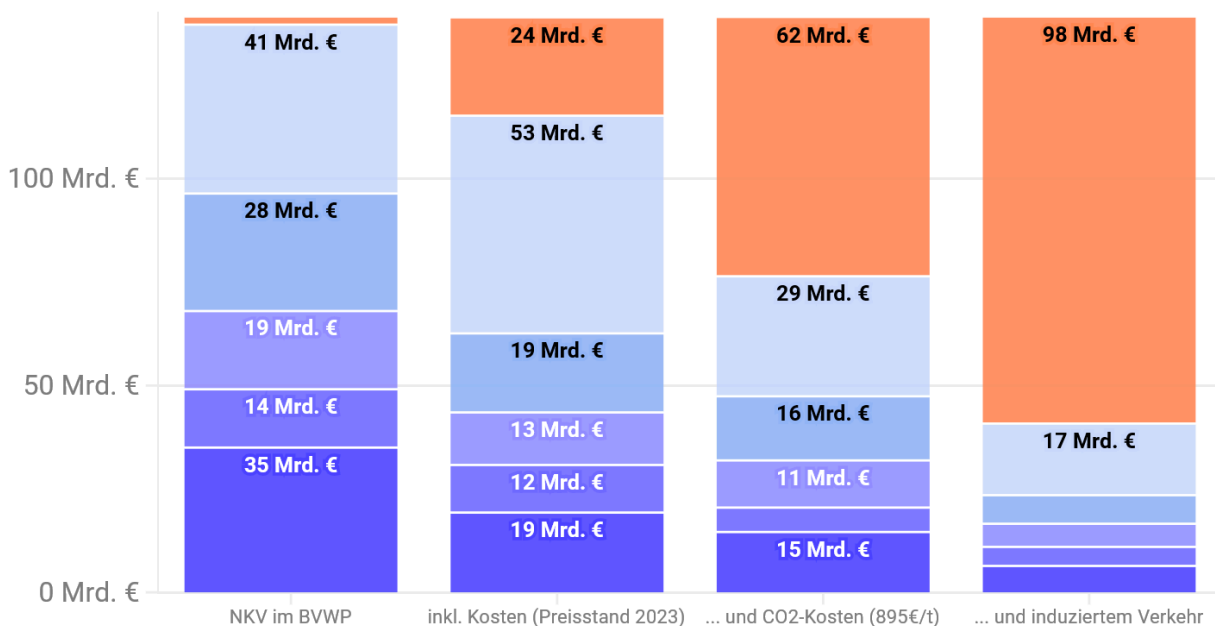 41 Mrd. €
24 Mrd. €
62 Mrd. €
98 Mrd. €
53 Mrd. €
100 Mrd. €
28 Mrd. €
29 Mrd. €
19 Mrd. €
19 Mrd. €
16 Mrd. €
50 Mrd. €
14 Mrd. €
13 Mrd. €
17 Mrd. €
35 Mrd. €
12 Mrd. €
11 Mrd. €
19 Mrd. €
15 Mrd. €
0 Mrd. €
NKV im BVWP
inkl. Kosten (Preisstand 2023)
... und CO2-Kosten (895€/t)
... und induziertem Verkehr